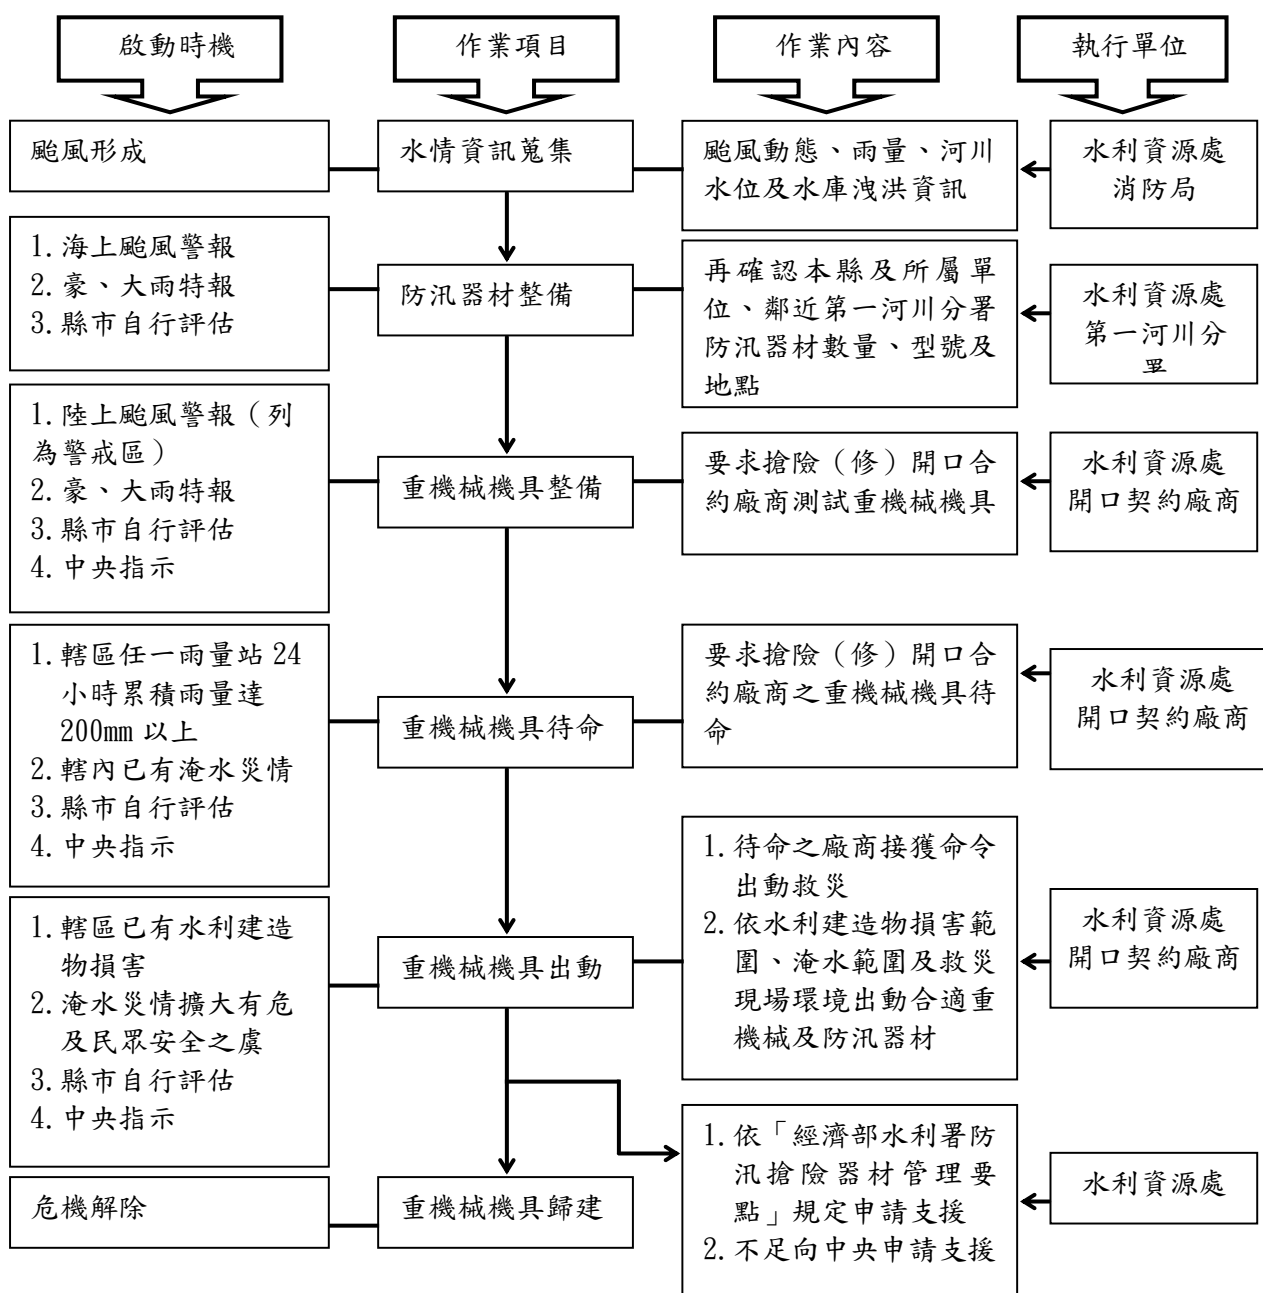 啟動時機
作業項目
作業內容
執行單位
颱風形成
水情資訊蒐集
颱風動態、雨量、河川
水位及水庫洩洪資訊
水利資源處
消防局
1.海上颱風警報
2.豪、大雨特報
3.縣市自行評估
防汛器材整備
再確認本縣及所屬單
位、鄰近第一河川分署
防汛器材數量、型號及
地點
水利資源處
第一河川分
署
1.陸上颱風警報（列
為警戒區）
2.豪、大雨特報
3.縣市自行評估
4.中央指示
重機械機具整備
要求搶險（修）開口合
約廠商測試重機械機具
水利資源處
開口契約廠商
1.轄區任一雨量站 24
小時累積雨量達
200mm 以上
2.轄內已有淹水災情
3.縣市自行評估
4.中央指示
重機械機具待命
要求搶險（修）開口合
約廠商之重機械機具待
命
水利資源處
開口契約廠商
1.轄區已有水利建造
物損害
2.淹水災情擴大有危
及民眾安全之虞
3.縣市自行評估
4.中央指示
重機械機具出動
1.待命之廠商接獲命令
出動救災
2.依水利建造物損害範
圍、淹水範圍及救災
現場環境出動合適重
機械及防汛器材
水利資源處
開口契約廠商
危機解除
重機械機具歸建
1.依「經濟部水利署防
汛搶險器材管理要
點」規定申請支援
2.不足向中央申請支援
水利資源處